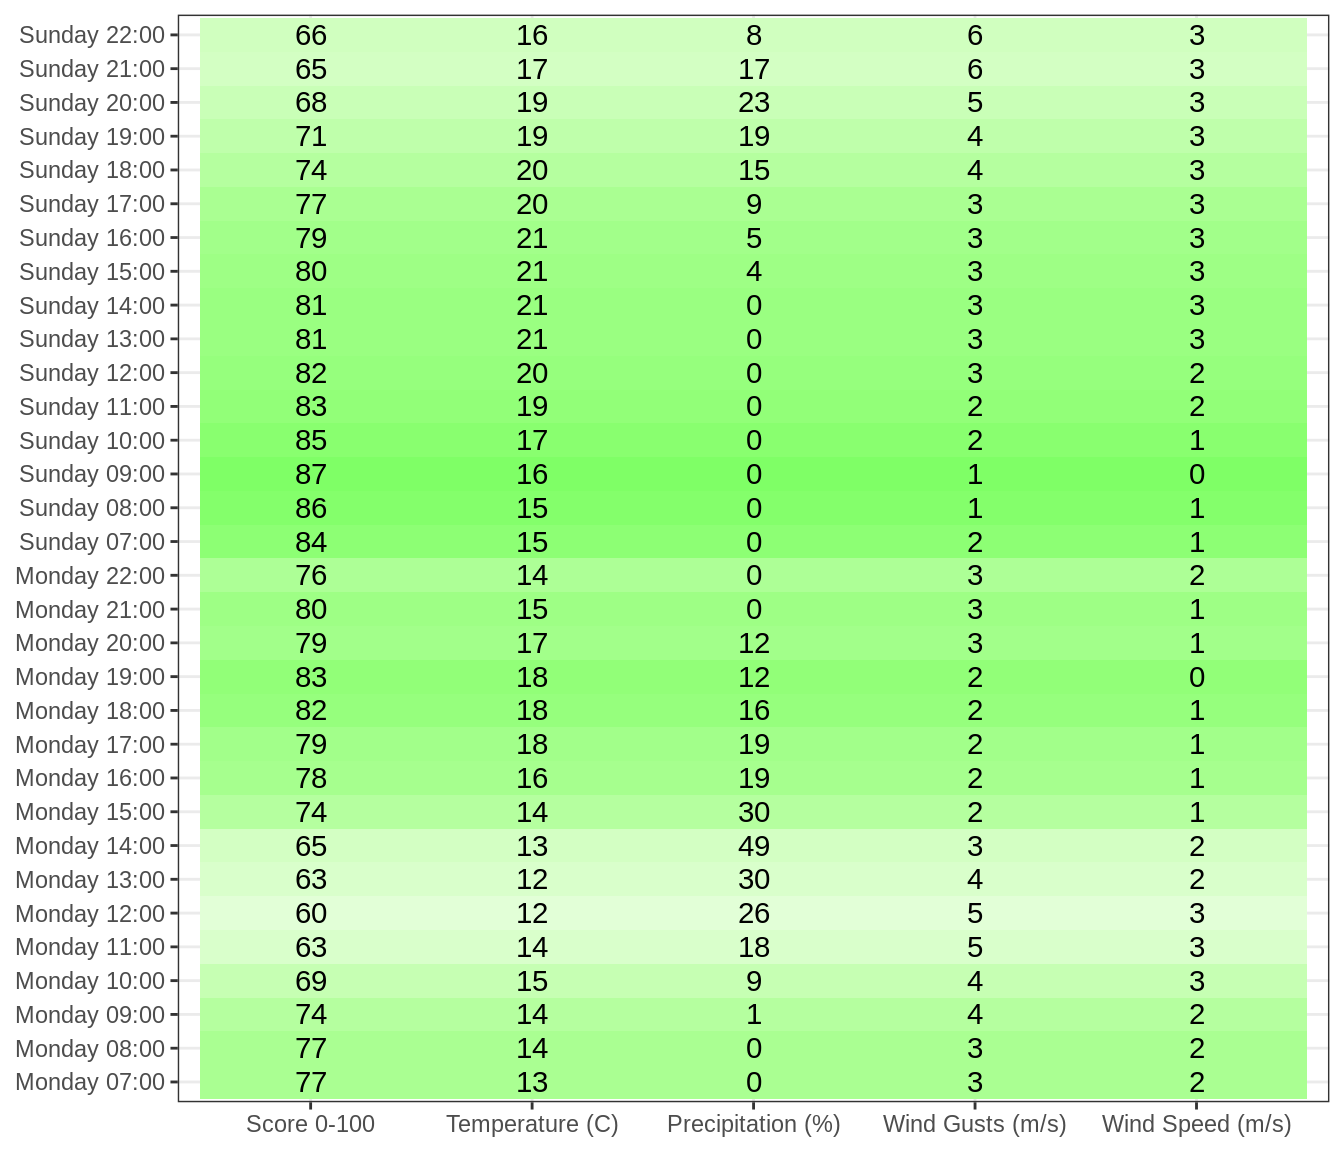 Sunday 22:00 66 16 8 6 3
Sunday 21:00 65 17 17 6 3
Sunday 20:00 68 19 23 5 3
Sunday 19:00 71 19 19 4 3
Sunday 18:00 74 20 15 4 3
Sunday 17:00 77 20 9 3 3
Sunday 16:00 79 21 5 3 3
Sunday 15:00 80 21 4 3 3
Sunday 14:00 81 21 0 3 3
Sunday 13:00 81 21 0 3 3
Sunday 12:00 82 20 0 3 2
Sunday 11:00 83 19 0 2 2
Sunday 10:00 85 17 0 2 1
Sunday 09:00 87 16 0 1 0
Sunday 08:00 86 15 0 1 1
Sunday 07:00 84 15 0 2 1
Monday 22:00 76 14 0 3 2
Monday 21:00 80 15 0 3 1
Monday 20:00 79 17 12 3 1
Monday 19:00 83 18 12 2 0
Monday 18:00 82 18 16 2 1
Monday 17:00 79 18 19 2 1
Monday 16:00 78 16 19 2 1
Monday 15:00 74 14 30 2 1
Monday 14:00 65 13 49 3 2
Monday 13:00 63 12 30 4 2
Monday 12:00 60 12 26 5 3
Monday 11:00 63 14 18 5 3
Monday 10:00 69 15 9 4 3
Monday 09:00 74 14 1 4 2
Monday 08:00 77 14 0 3 2
Monday 07:00 77 13 0 3 2
Score 0-100 Temperature (C) Precipitation (%) Wind Gusts (m/s) Wind Speed (m/s)